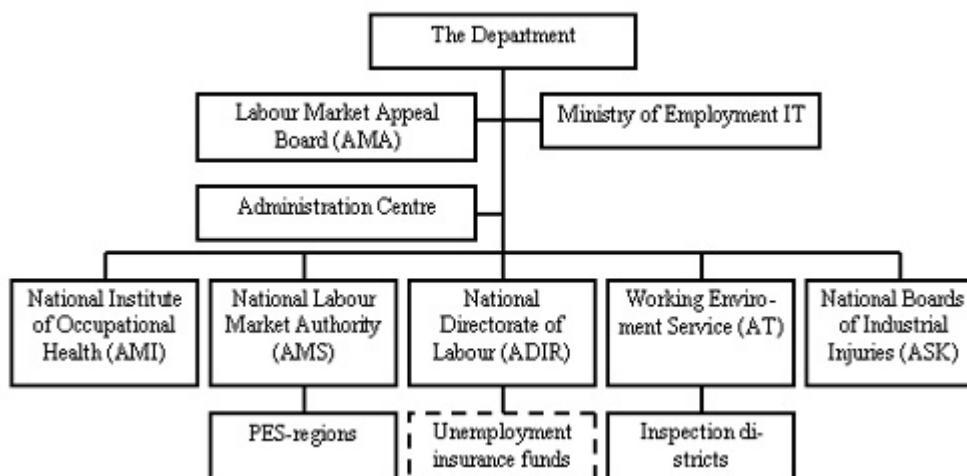 The Department
Labour Market Appeal
Board (AMA)
Ministry of Employment IT
Administration Centre
National Institute
of Occupational
Health (AMI)
National Labour
Market Authority
(AMS)
National
Directorate of
Labour (ADIR)
Working Enviro-
ment Service (AT)
National Boards
of Industrial
Injuries (ASK)
PES-regions
Unemployment
insurance funds
Inspection di-
stricts